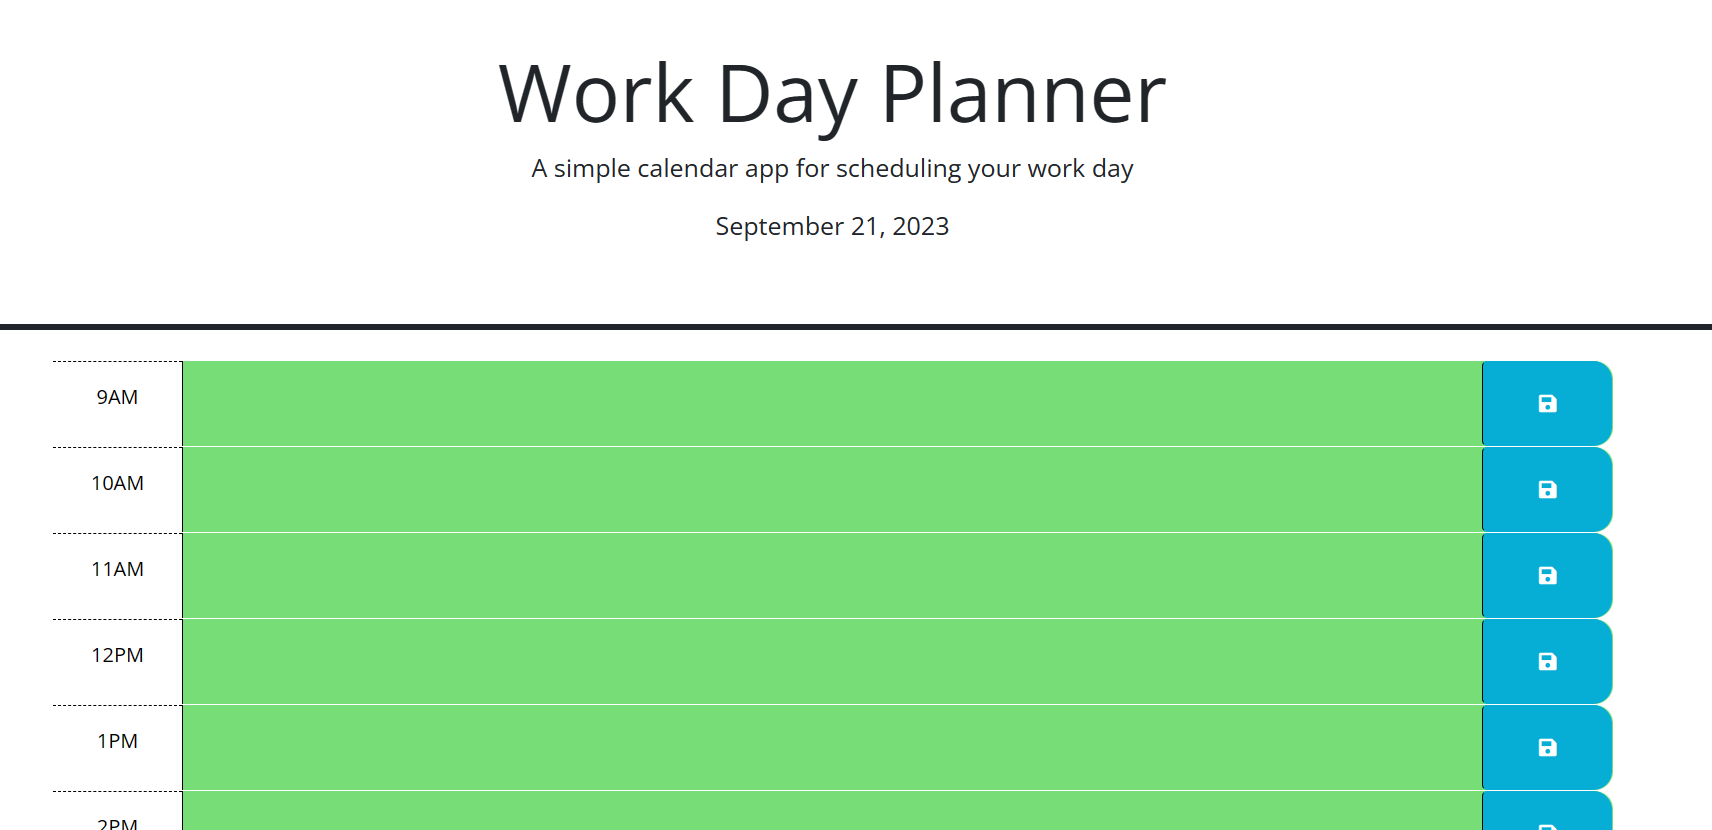 Work Day Planner
A simple calendar app for scheduling your work day
September 21, 2023
9AM
10AM
11AM
12PM
1PM
2PM